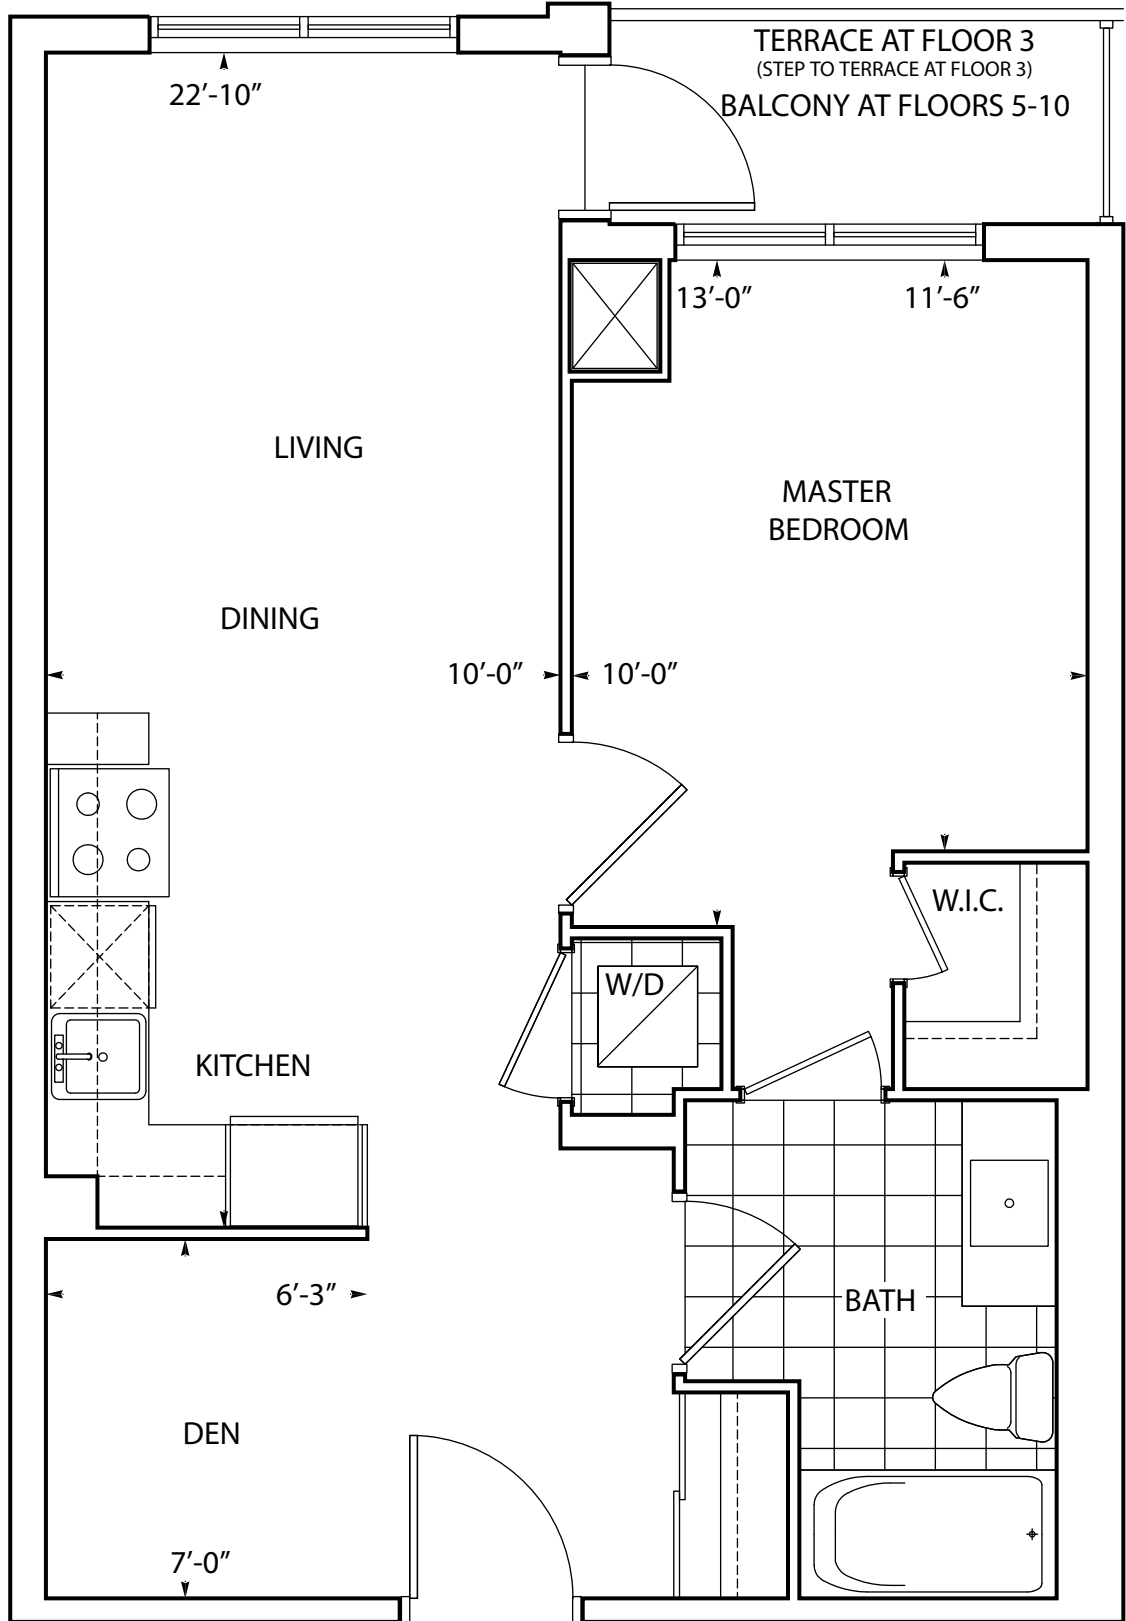 TERRACE AT FLOOR 3
(STEP TO TERRACE AT FLOOR 3)
BALCONY AT FLOORS 5-10
22’-10”
13’-0”
11’-6”
LIVING
MASTER
BEDROOM
DINING
10’-0”
10’-0”
W.I.C.
W/D
KITCHEN
6’-3”
BATH
DEN
7’-0”